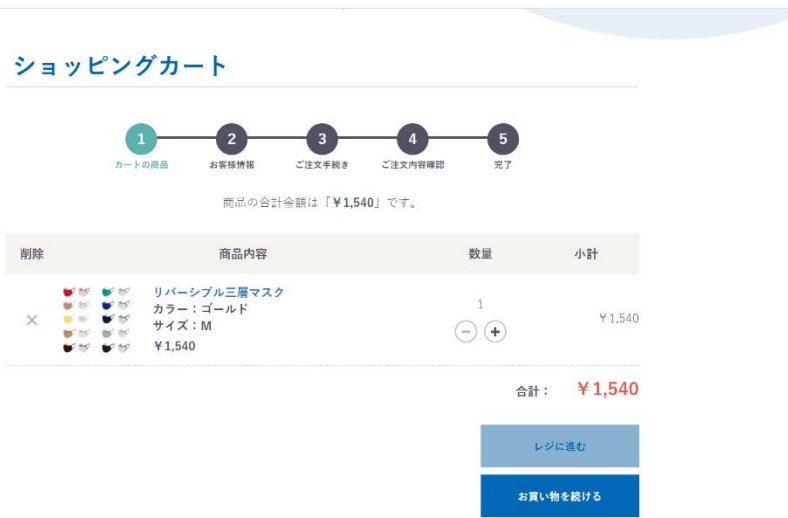 ショッピングカート
1 2 3 4 5
カートの商品 お客様情報 ご注文手続き ご注文内容確認 完了
商品の合計金額は「¥1,540」です。
削除 商品内容 数量 小計
リバーシブル三層マスク
カラー：ゴールド
サイズ：M
¥1,540
1
¥1,540
合計： ¥1,540
レジに進む
お買い物を続ける